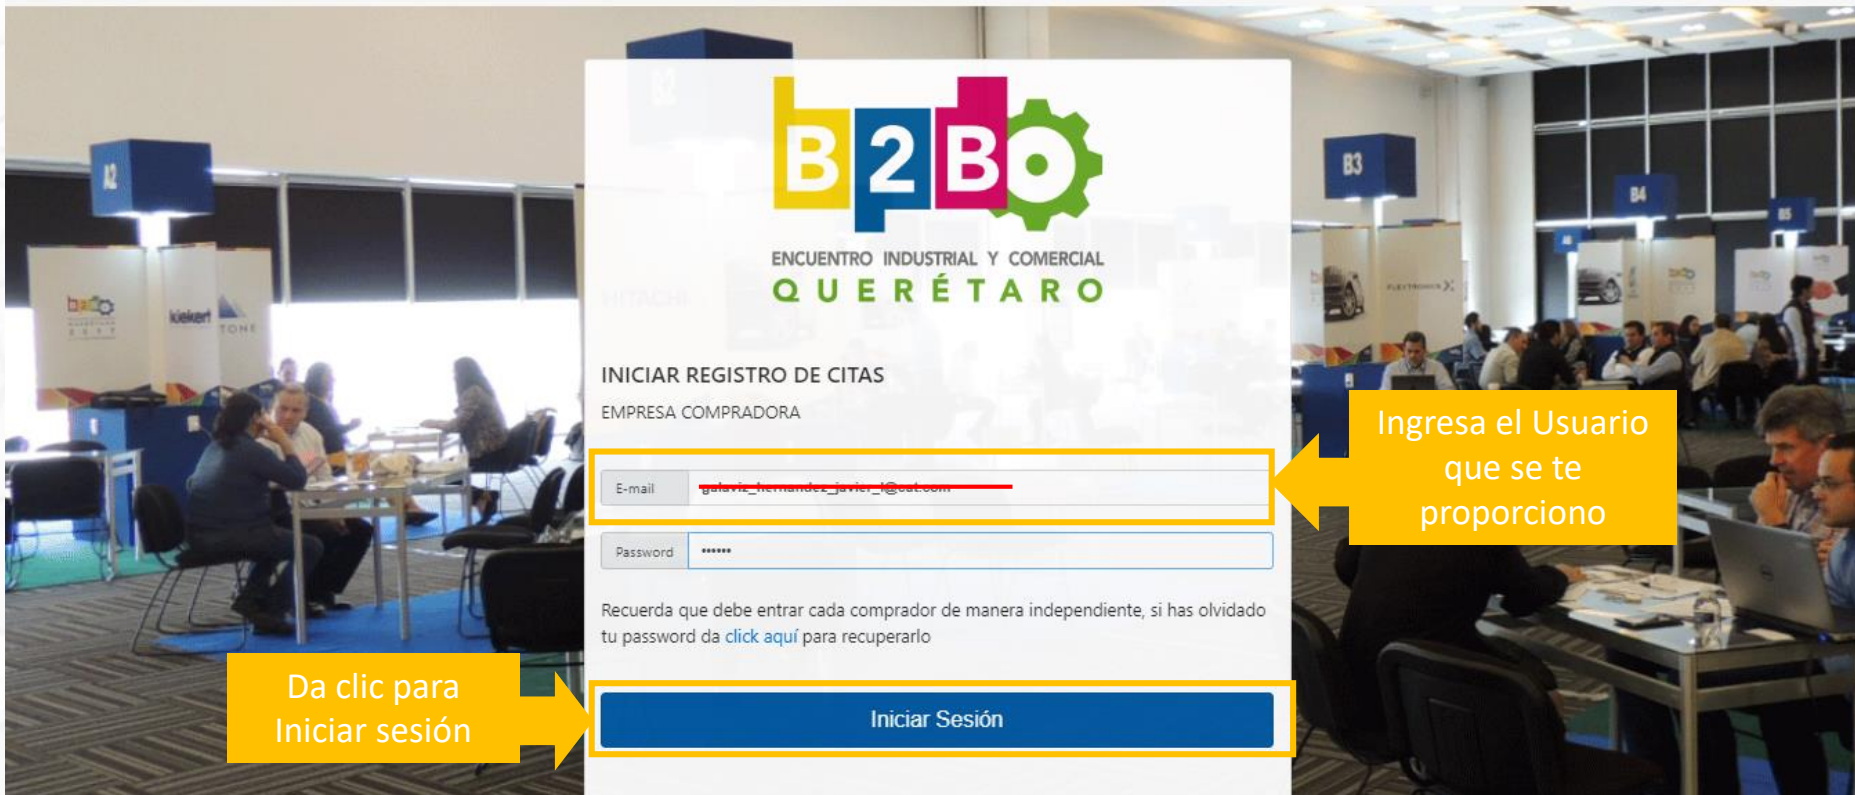 B2B
ENCUENTRO INDUSTRIAL Y COMERCIAL
QUERÉTARO
INICIAR REGISTRO DE CITAS
EMPRESA COMPRADORA
E-mail
Password ••••••
Recuerda que debe entrar cada comprador de manera independiente, si has olvidado
tu password da click aquí para recuperarlo
Iniciar Sesión
Ingresa el Usuario
que se te
proporciono
Da clic para
Iniciar sesión
A2
B3
B4
B5
kiekert
FLEXTRONICS
HITACHI